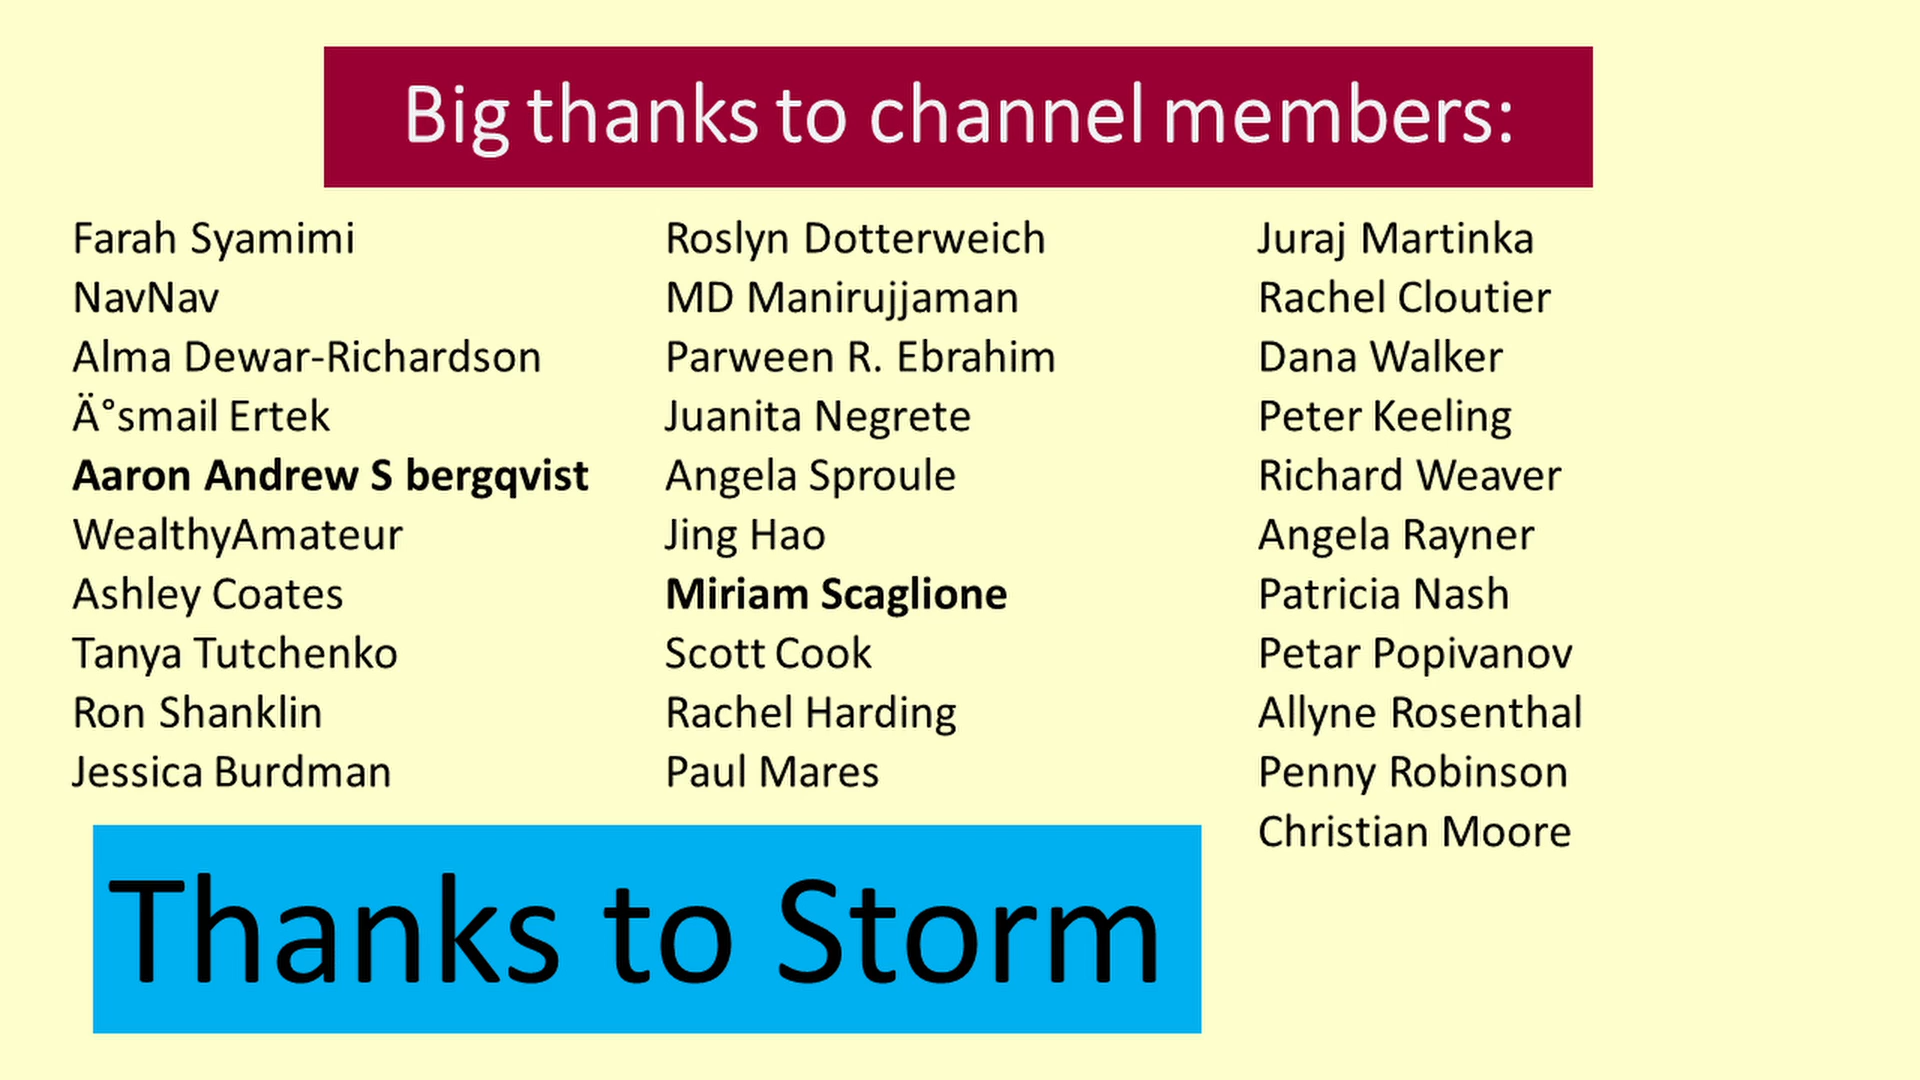 Big thanks to channel members:
Farah Syamimi
NavNav
Alma Dewar-Richardson
Ä°smail Ertek
Aaron Andrew S bergqvist
WealthyAmateur
Ashley Coates
Tanya Tutchenko
Ron Shanklin
Jessica Burdman
Roslyn Dotterweich
MD Manirujjaman
Parween R. Ebrahim
Juanita Negrete
Angela Sproule
Jing Hao
Miriam Scaglione
Scott Cook
Rachel Harding
Paul Mares
Juraj Martinka
Rachel Cloutier
Dana Walker
Peter Keeling
Richard Weaver
Angela Rayner
Patricia Nash
Petar Popivanov
Allyne Rosenthal
Penny Robinson
Christian Moore
Thanks to Storm